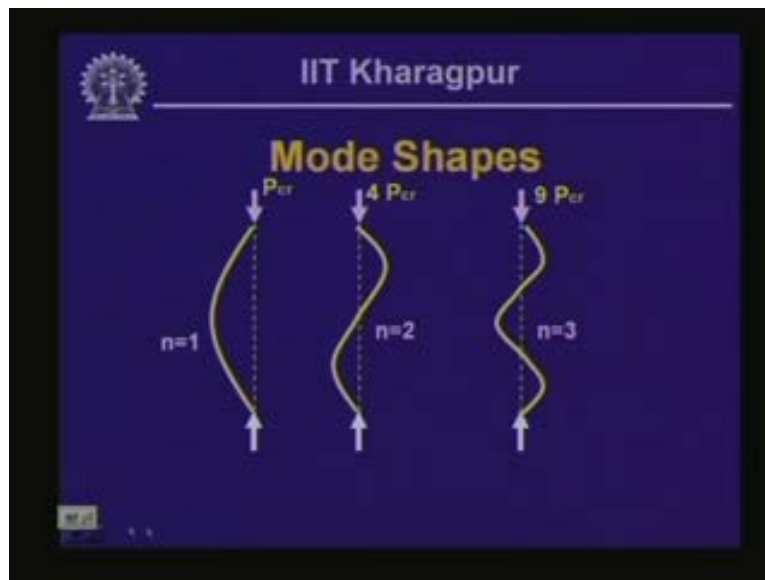 IIT Kharagpur
Mode Shapes
Pcr 4 Pcr 9 Pcr
n=1 n=2 n=3